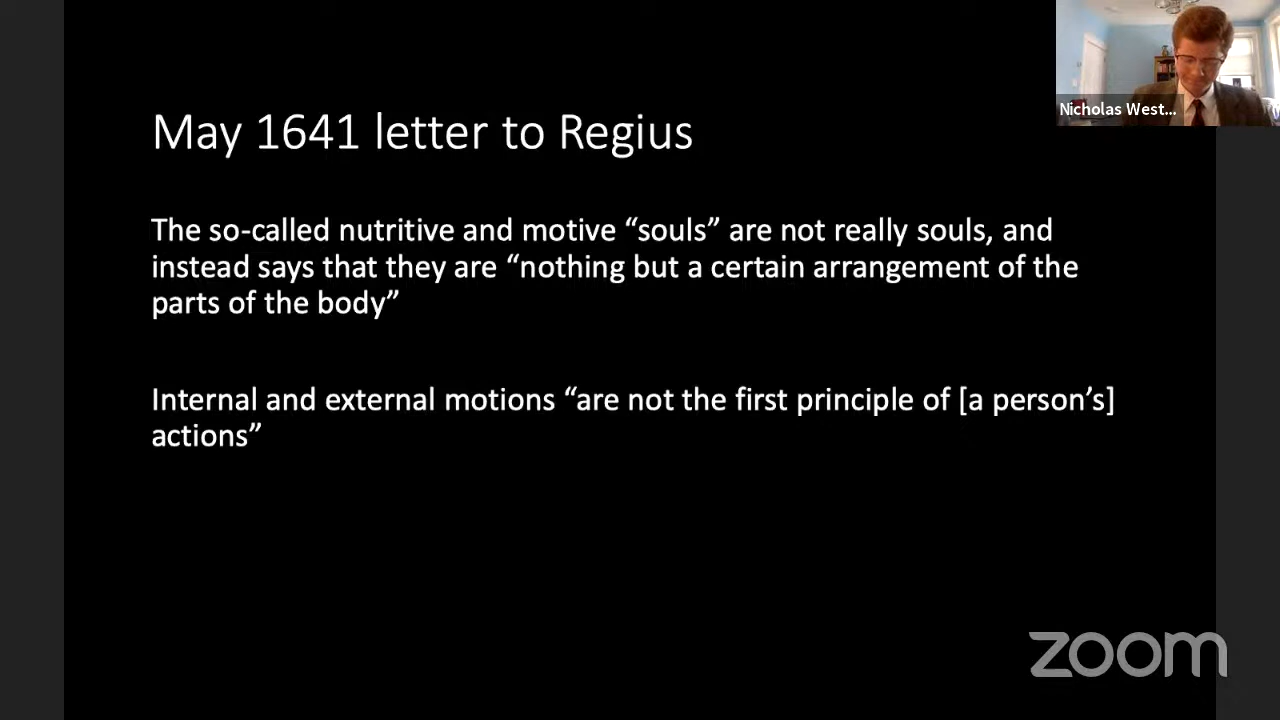 Nicholas West...
May 1641 letter to Regius
The so-called nutritive and motive “souls” are not really souls, and
instead says that they are “nothing but a certain arrangement of the
parts of the body”
Internal and external motions “are not the first principle of [a person’s]
actions”
zoom